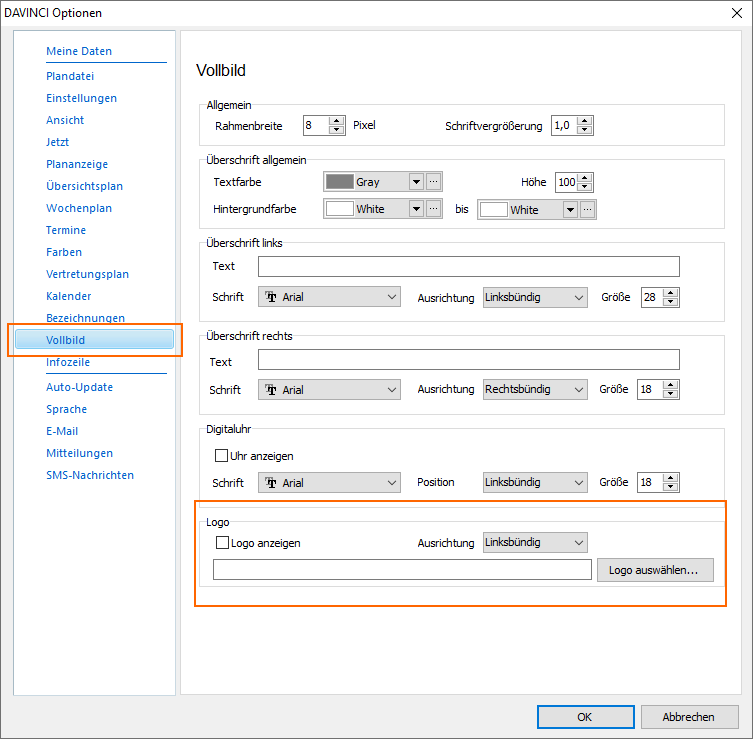 DAVINCI Optionen
Meine Daten
Plandatei
Einstellungen
Ansicht
Jetzt
Plananzeige
Übersichtsplan
Wochenplan
Termine
Farben
Vertretungsplan
Kalender
Bezeichnungen
Vollbild
Infozeile
Auto-Update
Sprache
E-Mail
Mitteilungen
SMS-Nachrichten
Vollbild
Allgemein
Rahmenbreite 8 Pixel Schriftvergrößerung 1,0
Überschrift allgemein
Textfarbe Gray ... Höhe 100
Hintergrundfarbe White ... bis White ...
Überschrift links
Text
Schrift Arial Ausrichtung Linksbündig Größe 28
Überschrift rechts
Text
Schrift Arial Ausrichtung Rechtsbündig Größe 18
Digitaluhr
Uhr anzeigen
Schrift Arial Position Linksbündig Größe 18
Logo
Logo anzeigen Ausrichtung Linksbündig
Logo auswählen...
OK Abbrechen